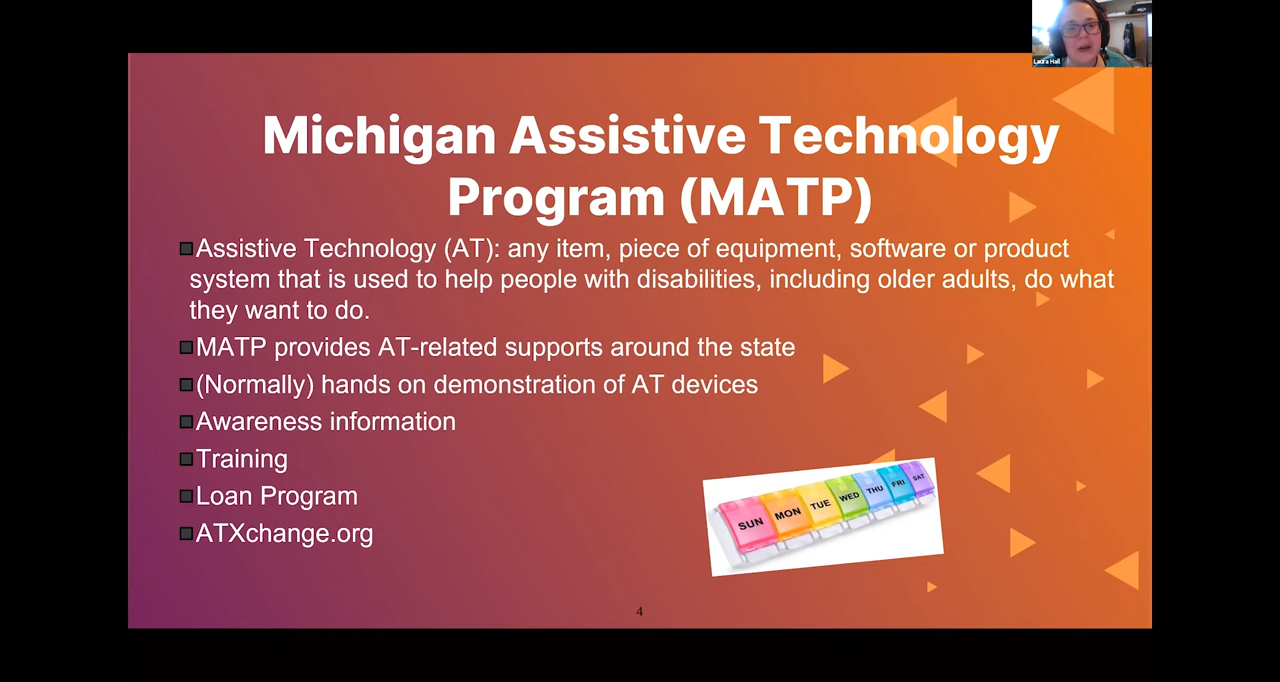 Laura Hall
Michigan Assistive Technology
Program (MATP)
Assistive Technology (AT): any item, piece of equipment, software or product
system that is used to help people with disabilities, including older adults, do what
they want to do.
MATP provides AT-related supports around the state
(Normally) hands on demonstration of AT devices
Awareness information
Training
Loan Program
ATXchange.org
SUN MON TUE WED THU FRI SAT
4